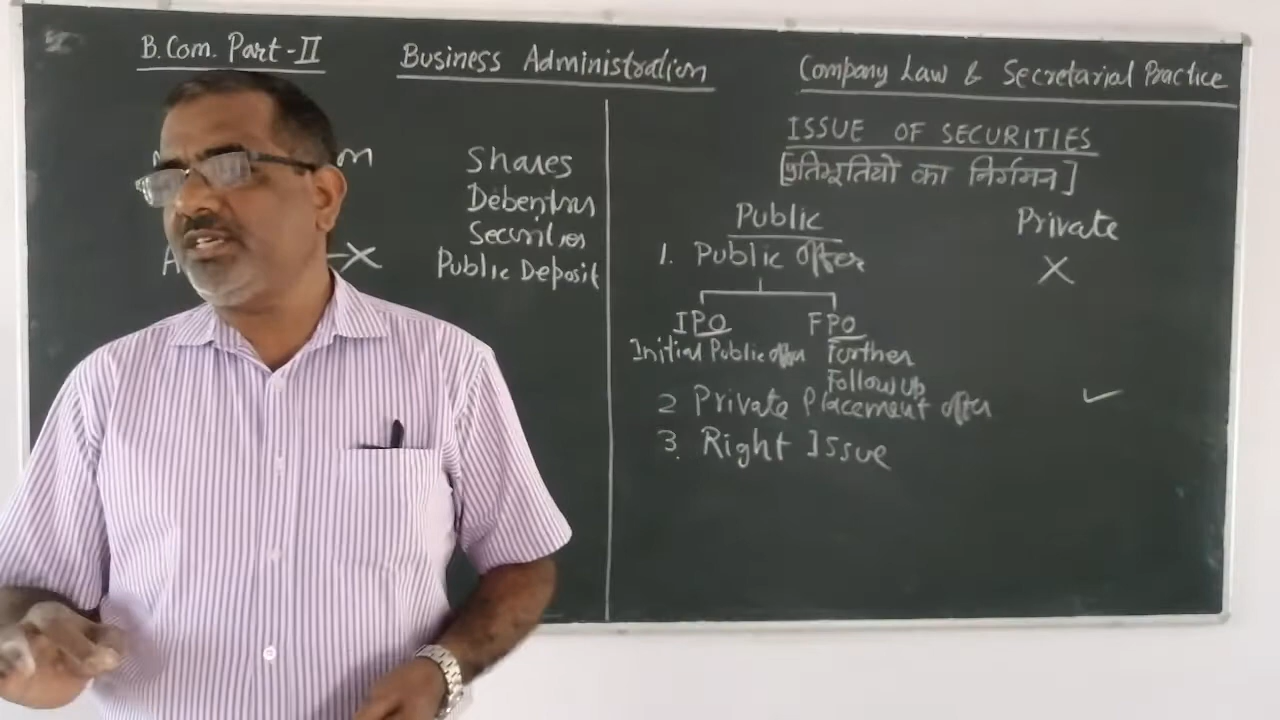 B.Com. Part-II
Business Administration
Company Law & Secretarial Practice
Shares
Debentures
Securities
Public Deposit
ISSUE OF SECURITIES
[प्रतिभूतियो का निर्गमन]
Public
Private
1. Public offer
X
IPO
FPO
Initial Public offer
Further
Follow up
2 Private Placement offer
✓
3. Right Issue
m
X